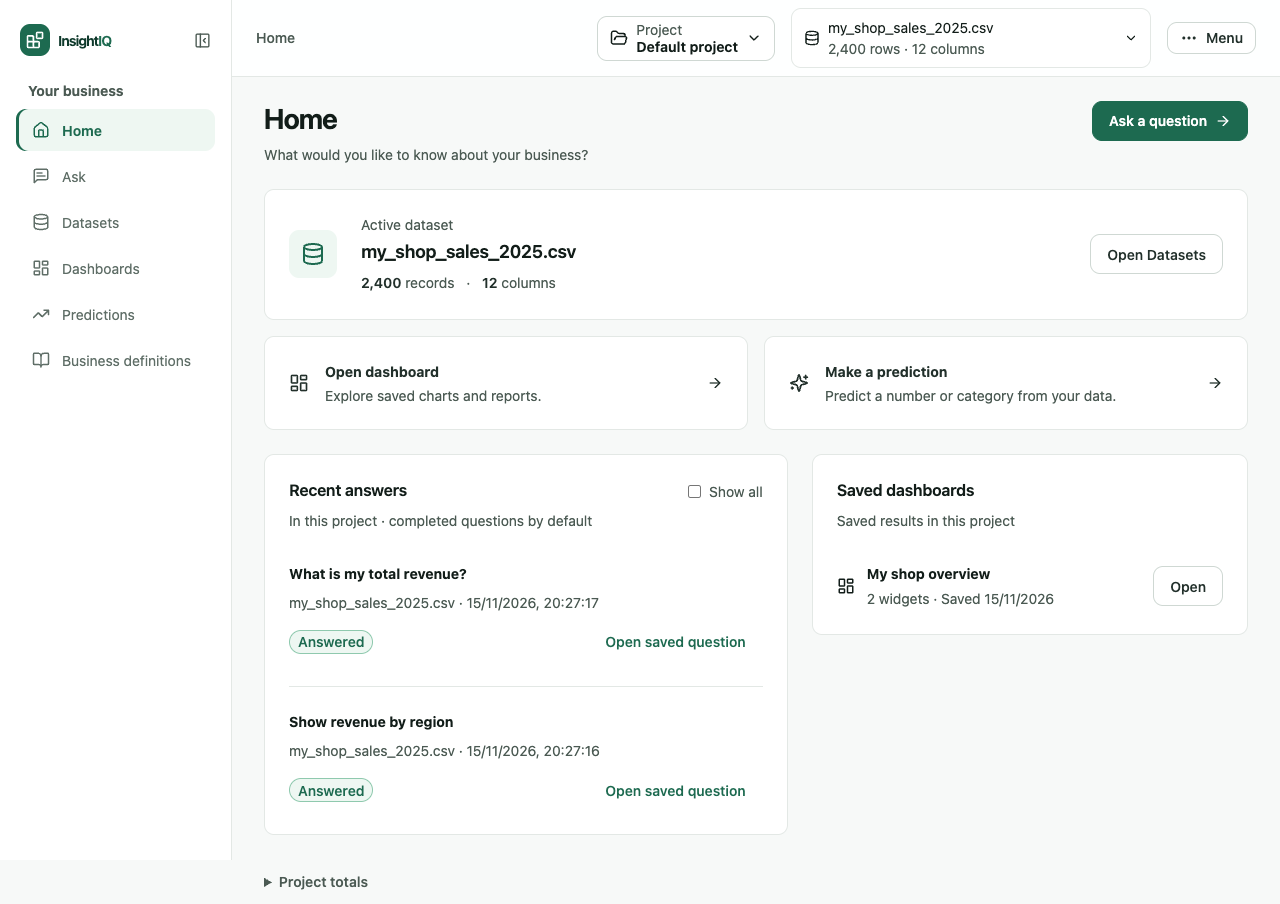 InsightIQ
Your business
Home
Ask
Datasets
Dashboards
Predictions
Business definitions
Home
Project
Default project
my_shop_sales_2025.csv
2,400 rows · 12 columns
Menu
Home
What would you like to know about your business?
Ask a question
Active dataset
my_shop_sales_2025.csv
2,400 records · 12 columns
Open Datasets
Open dashboard
Explore saved charts and reports.
Make a prediction
Predict a number or category from your data.
Recent answers
Show all
In this project · completed questions by default
What is my total revenue?
my_shop_sales_2025.csv · 15/11/2026, 20:27:17
Answered
Open saved question
Show revenue by region
my_shop_sales_2025.csv · 15/11/2026, 20:27:16
Answered
Open saved question
Saved dashboards
Saved results in this project
My shop overview
2 widgets · Saved 15/11/2026
Open
Project totals